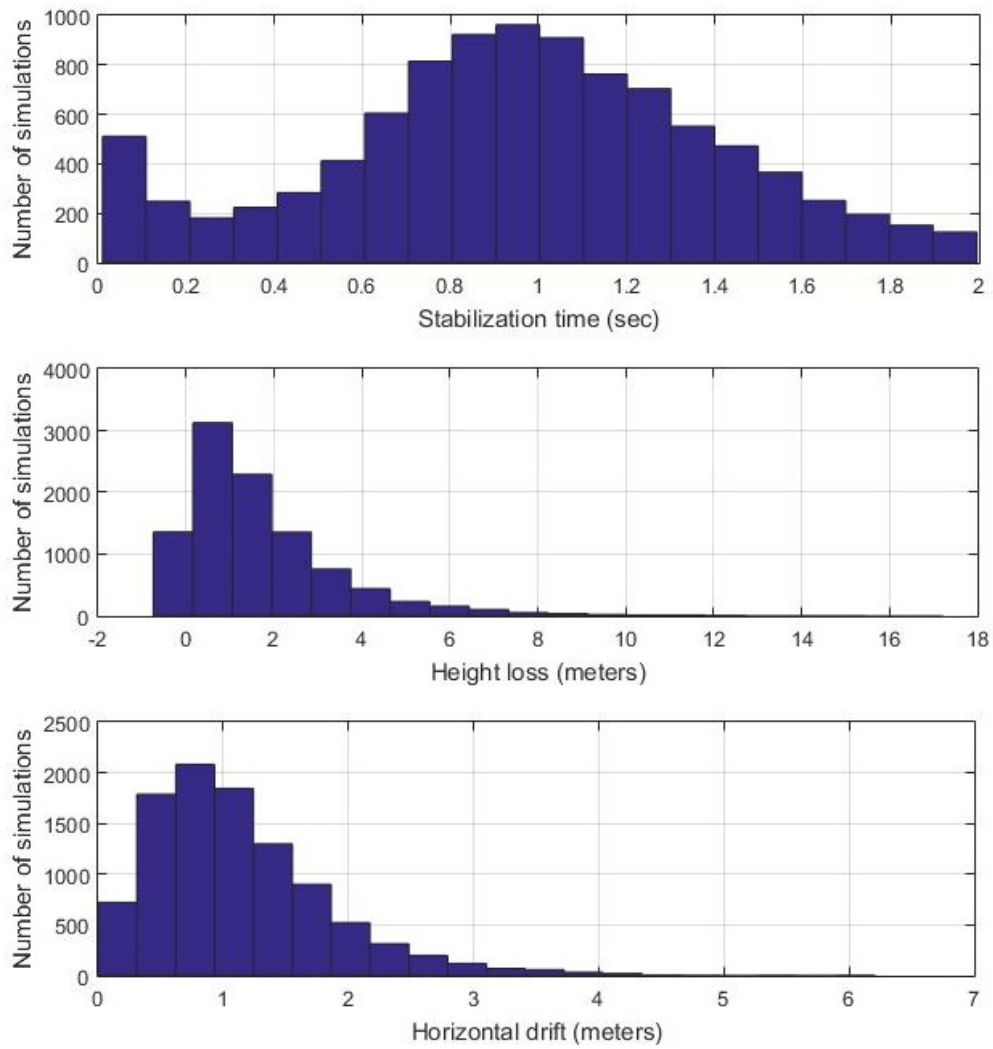 Number of simulations
1000
800
600
400
200
0
0 0.2 0.4 0.6 0.8 1 1.2 1.4 1.6 1.8 2
Stabilization time (sec)
Number of simulations
4000
3000
2000
1000
0
-2 0 2 4 6 8 10 12 14 16 18
Height loss (meters)
Number of simulations
2500
2000
1500
1000
500
0
0 1 2 3 4 5 6 7
Horizontal drift (meters)